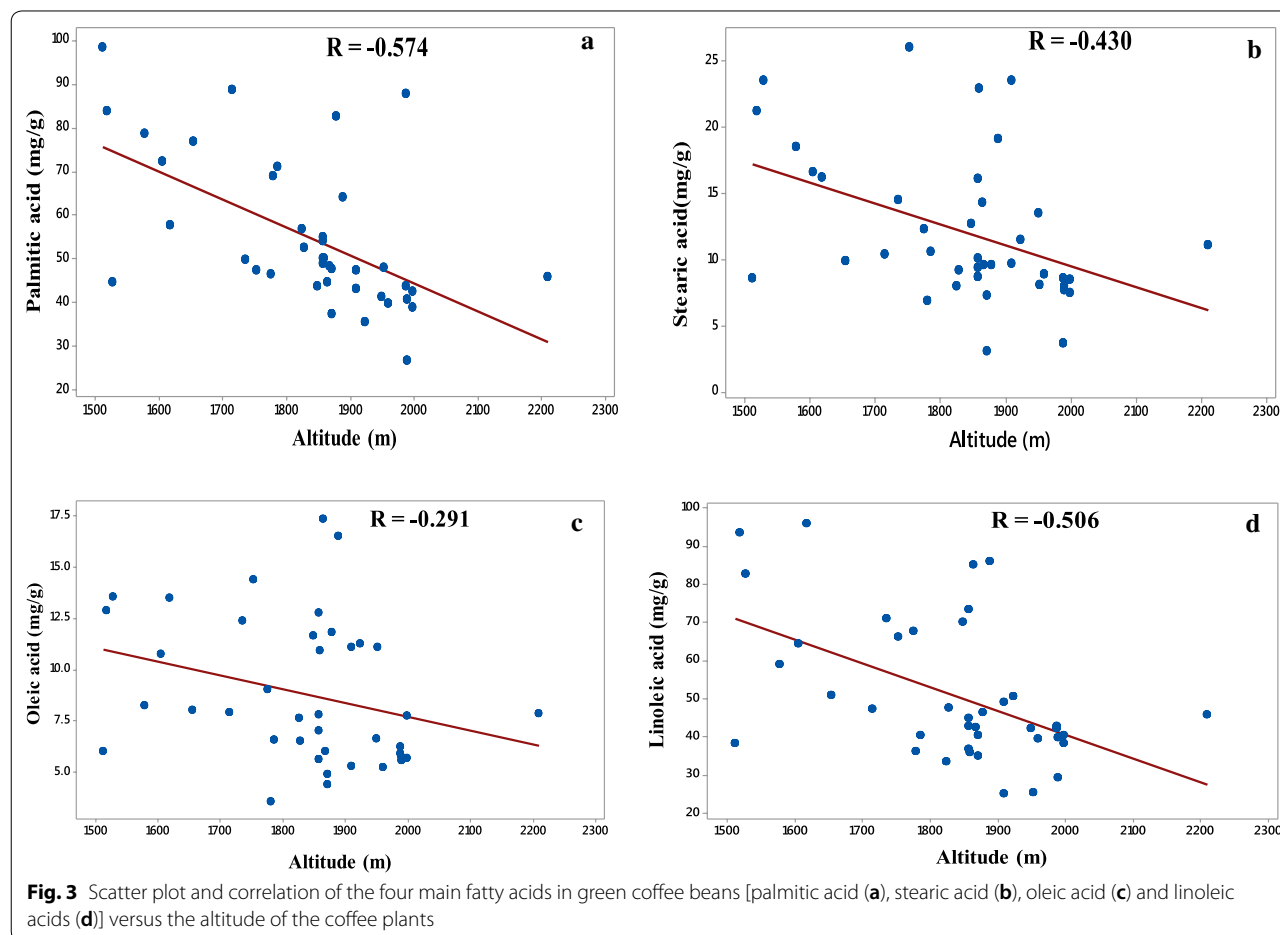 R = -0.574
a
Palmitic acid (mg/g)
100
90
80
70
60
50
40
30
20
1500 1600 1700 1800 1900 2000 2100 2200 2300
Altitude (m)
R = -0.430
b
Stearic acid(mg/g)
25
20
15
10
5
0
1500 1600 1700 1800 1900 2000 2100 2200 2300
Altitude (m)
R = -0.291
c
Oleic acid (mg/g)
17.5
15.0
12.5
10.0
7.5
5.0
1500 1600 1700 1800 1900 2000 2100 2200 2300
Altitude (m)
R = -0.506
d
Linoleic acid (mg/g)
100
90
80
70
60
50
40
30
20
1500 1600 1700 1800 1900 2000 2100 2200 2300
Altitude (m)
Fig. 3 Scatter plot and correlation of the four main fatty acids in green coffee beans [palmitic acid (a), stearic acid (b), oleic acid (c) and linoleic
acids (d)] versus the altitude of the coffee plants